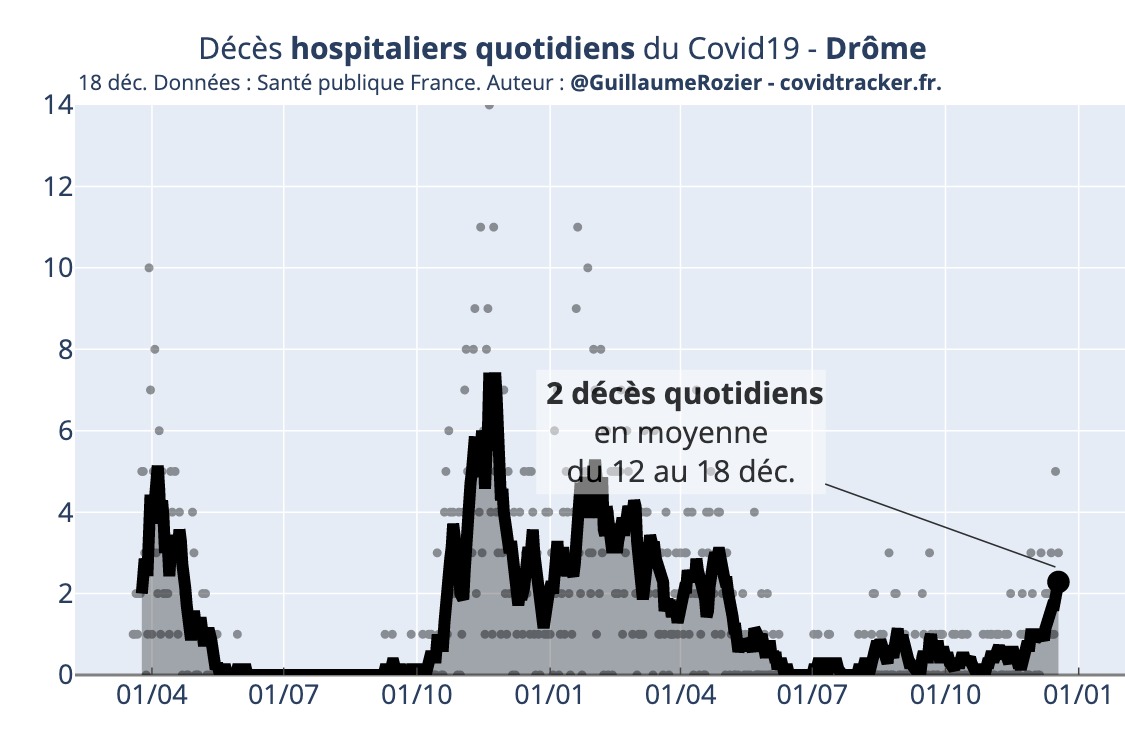 Décès hospitaliers quotidiens du Covid19 - Drôme
18 déc. Données : Santé publique France. Auteur : @GuillaumeRozier - covidtracker.fr.
14
12
10
8
6
4
2
0
2 décès quotidiens
en moyenne
du 12 au 18 déc.
01/04 01/07 01/10 01/01 01/04 01/07 01/10 01/01